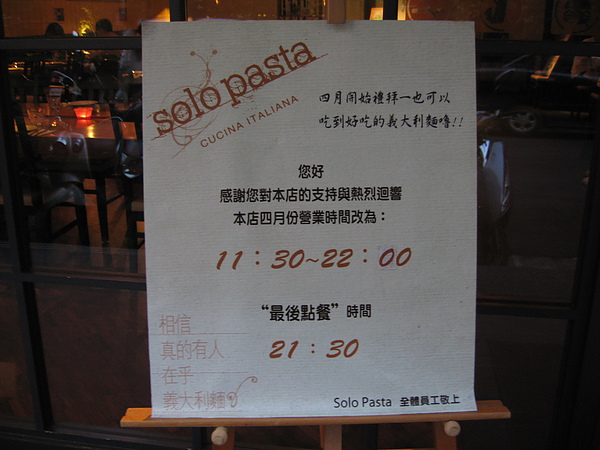 solo pasta
CUCINA ITALIANA
四月開始禮拜一也可以
吃到好吃的義大利麵嚕!!
您好
感謝您對本店的支持與熱烈迴響
本店四月份營業時間改為：
11：30~22：00
“最後點餐” 時間
21：30
相信
真的有人
在乎
義大利麵
Solo Pasta 全體員工敬上